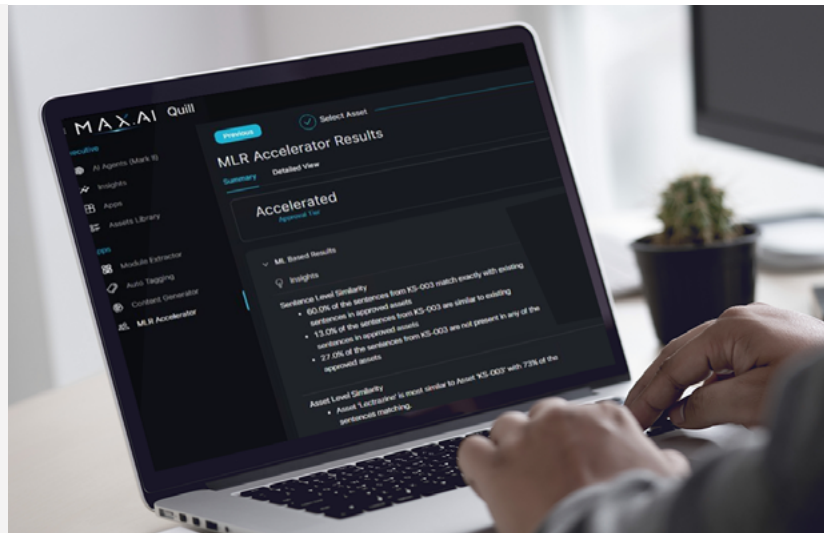 MAX.AI Quill
AI Agents (Mark II)
Insights
Apps
Assets Library
Module Extractor
Auto Tagging
Content Generator
MLR Accelerator
Previous
Select Asset
MLR Accelerator Results
Summary
Detailed View
Accelerated
Approval Tier
ML Based Results
Insights
Sentence Level Similarity
• 60.0% of the sentences from KS-003 match exactly with existing
sentences in approved assets
• 13.0% of the sentences from KS-003 are similar to existing
sentences in approved assets
• 27.0% of the sentences from KS-003 are not present in any of the
approved assets
Asset Level Similarity
• Asset 'Lectrazine' is most similar to Asset 'KS-003' with 73% of the
sentences matching.